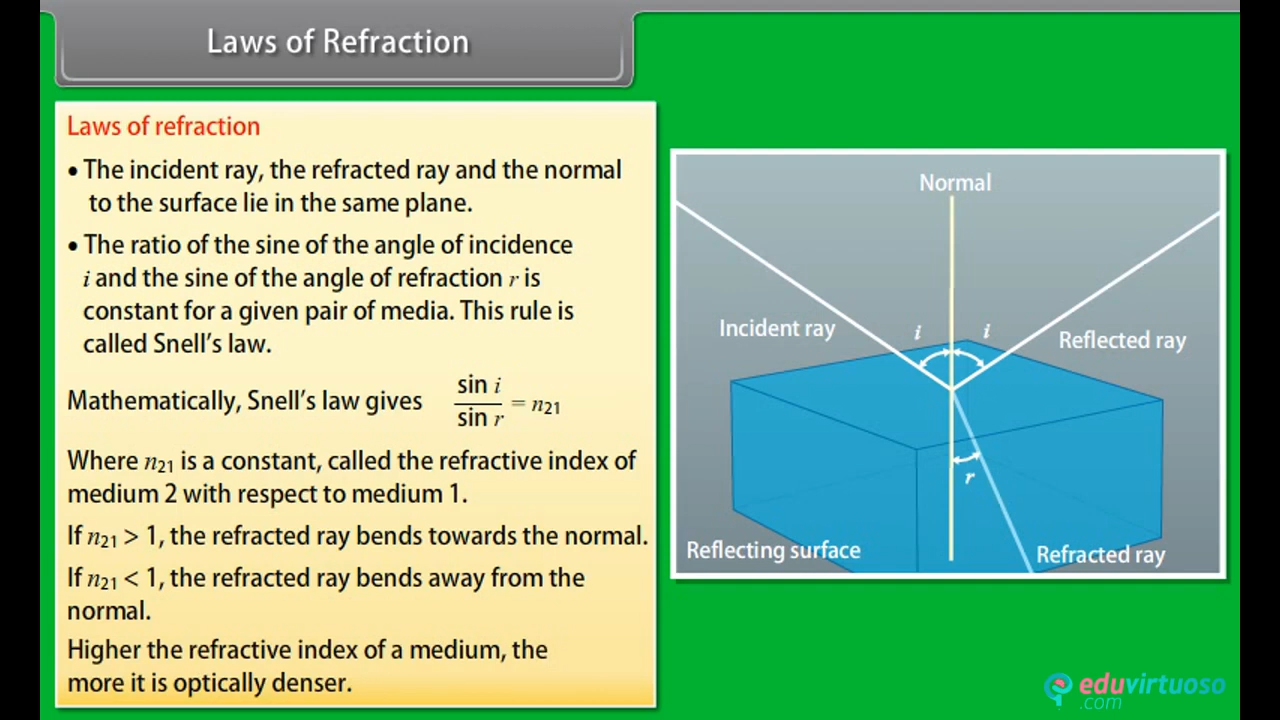 Laws of Refraction
Laws of refraction
• The incident ray, the refracted ray and the normal
to the surface lie in the same plane.
• The ratio of the sine of the angle of incidence
i and the sine of the angle of refraction r is
constant for a given pair of media. This rule is
called Snell's law.
Mathematically, Snell's law gives sin i / sin r = n₂₁
Where n₂₁ is a constant, called the refractive index of
medium 2 with respect to medium 1.
If n₂₁ > 1, the refracted ray bends towards the normal.
If n₂₁ < 1, the refracted ray bends away from the
normal.
Higher the refractive index of a medium, the
more it is optically denser.
Normal
Incident ray
i
i
Reflected ray
r
Reflecting surface
Refracted ray
eduvirtuoso
.com